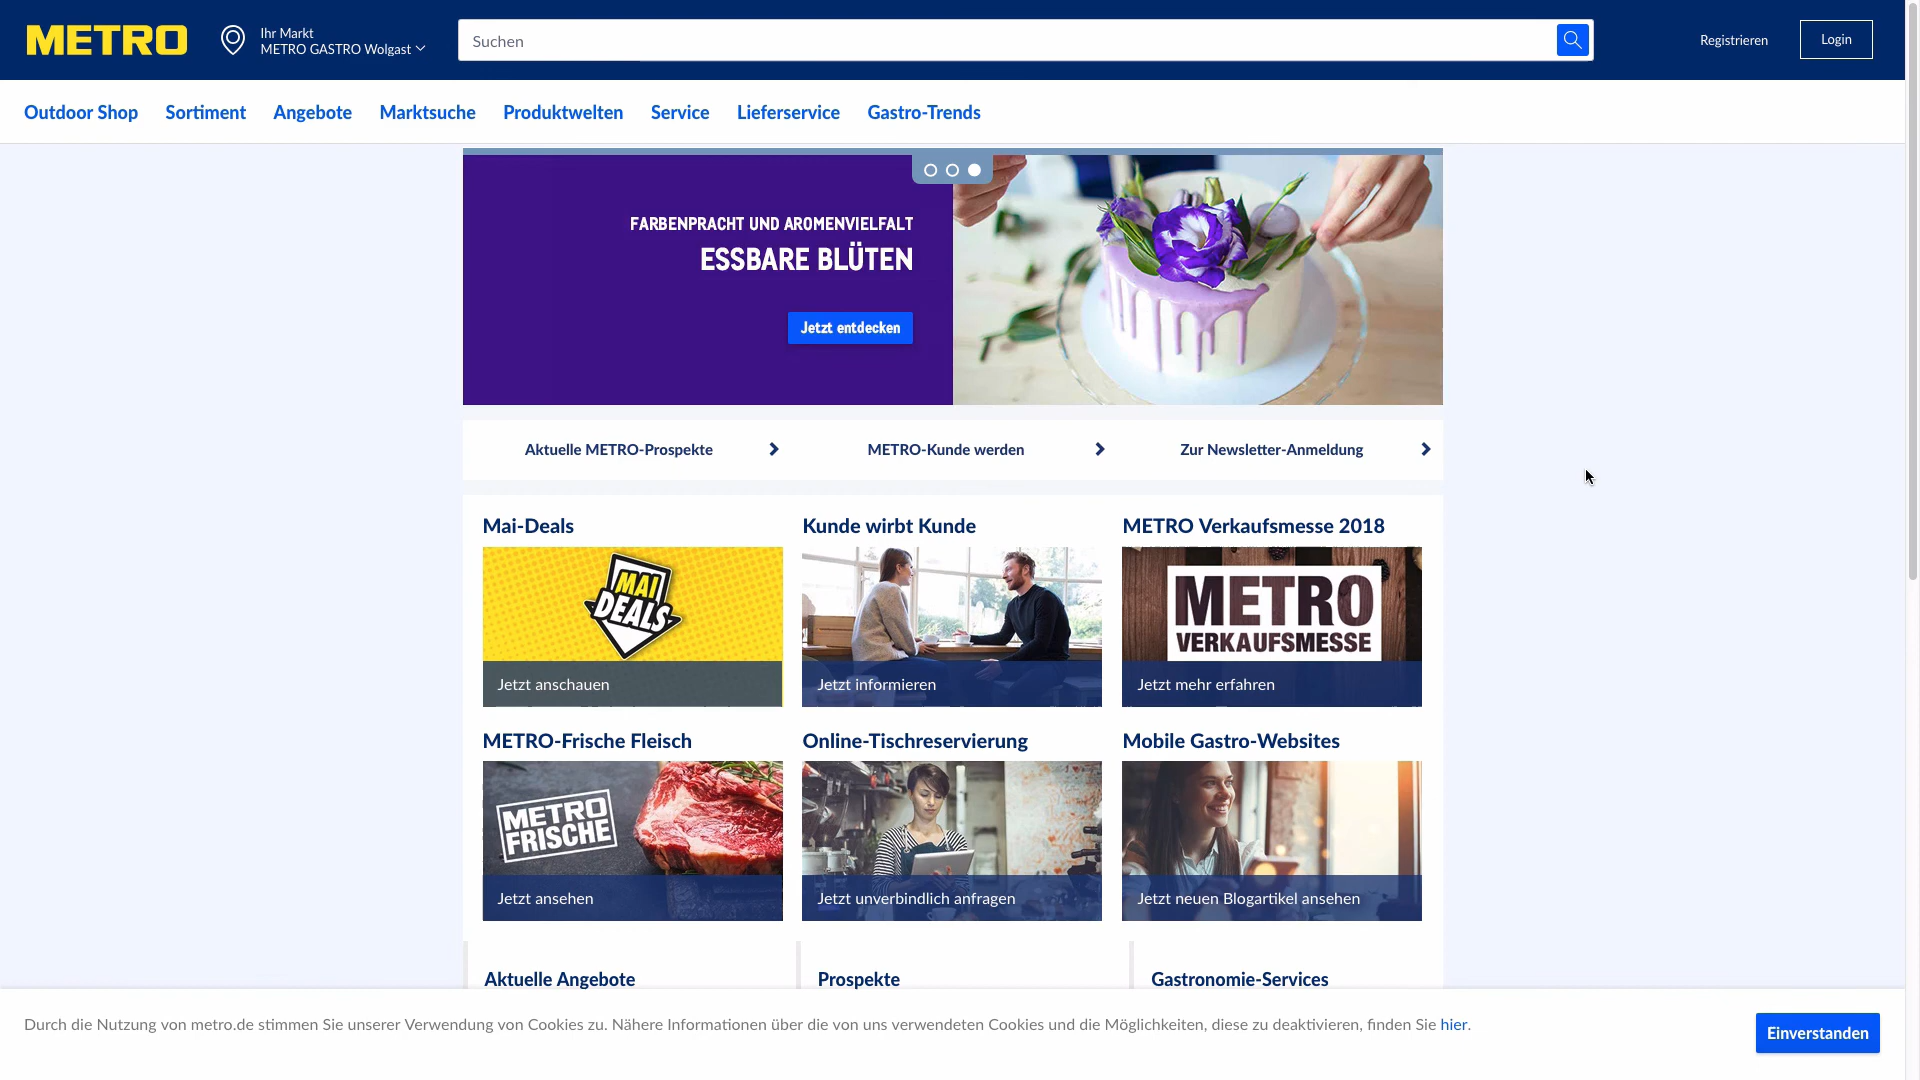 METRO
Ihr Markt
METRO GASTRO Wolgast
Suchen
Registrieren
Login
Outdoor Shop
Sortiment
Angebote
Marktsuche
Produktwelten
Service
Lieferservice
Gastro-Trends
FARBENPRACHT UND AROMENVIELFALT
ESSBARE BLÜTEN
Jetzt entdecken
Aktuelle METRO-Prospekte
METRO-Kunde werden
Zur Newsletter-Anmeldung
Mai-Deals
MAI
DEALS
Jetzt anschauen
Kunde wirbt Kunde
Jetzt informieren
METRO Verkaufsmesse 2018
METRO
VERKAUFSMESSE
Jetzt mehr erfahren
METRO-Frische Fleisch
METRO
FRISCHE
Jetzt ansehen
Online-Tischreservierung
Jetzt unverbindlich anfragen
Mobile Gastro-Websites
Jetzt neuen Blogartikel ansehen
Aktuelle Angebote
Prospekte
Gastronomie-Services
Durch die Nutzung von metro.de stimmen Sie unserer Verwendung von Cookies zu. Nähere Informationen über die von uns verwendeten Cookies und die Möglichkeiten, diese zu deaktivieren, finden Sie hier.
Einverstanden